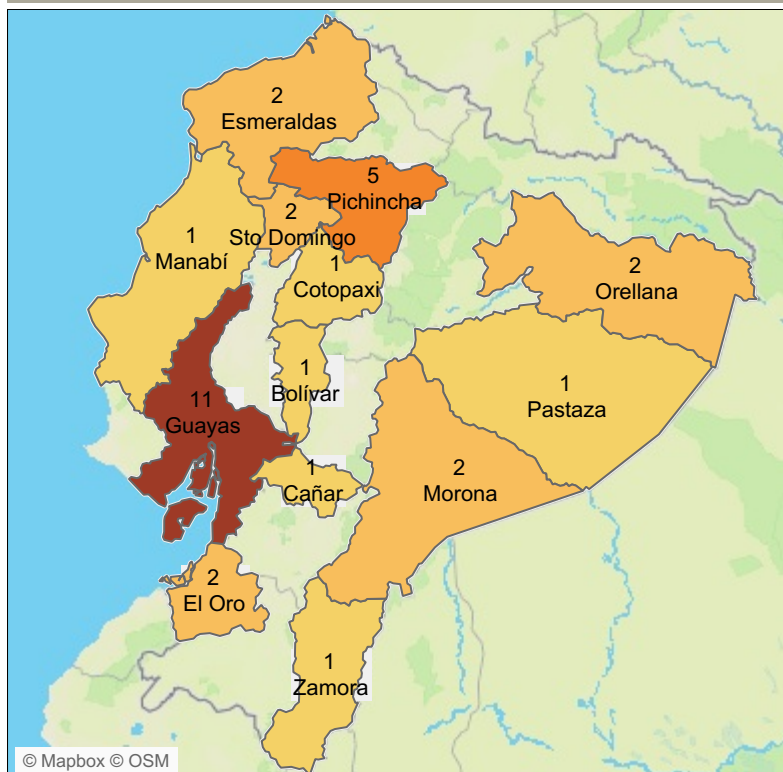 2
Esmeraldas
5
Pichincha
2
Sto Domingo
1
Manabí
1
Cotopaxi
2
Orellana
1
Bolívar
1
Pastaza
11
Guayas
1
Cañar
2
Morona
2
El Oro
1
Zamora
© Mapbox © OSM